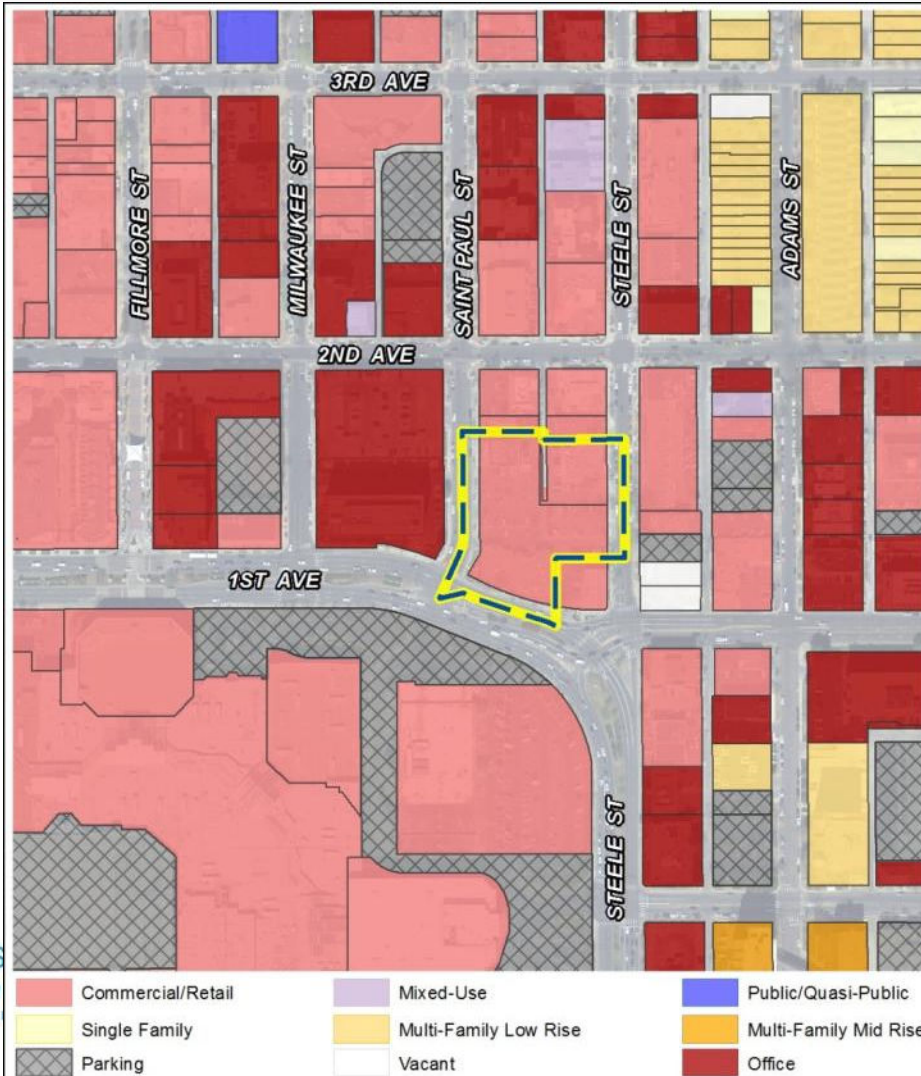 3RD AVE
FILLMORE ST
MILWAUKEE ST
SAINT PAUL ST
STEELE ST
ADAMS ST
2ND AVE
1ST AVE
STEELE ST
Commercial/Retail
Mixed-Use
Public/Quasi-Public
Single Family
Multi-Family Low Rise
Multi-Family Mid Rise
Parking
Vacant
Office